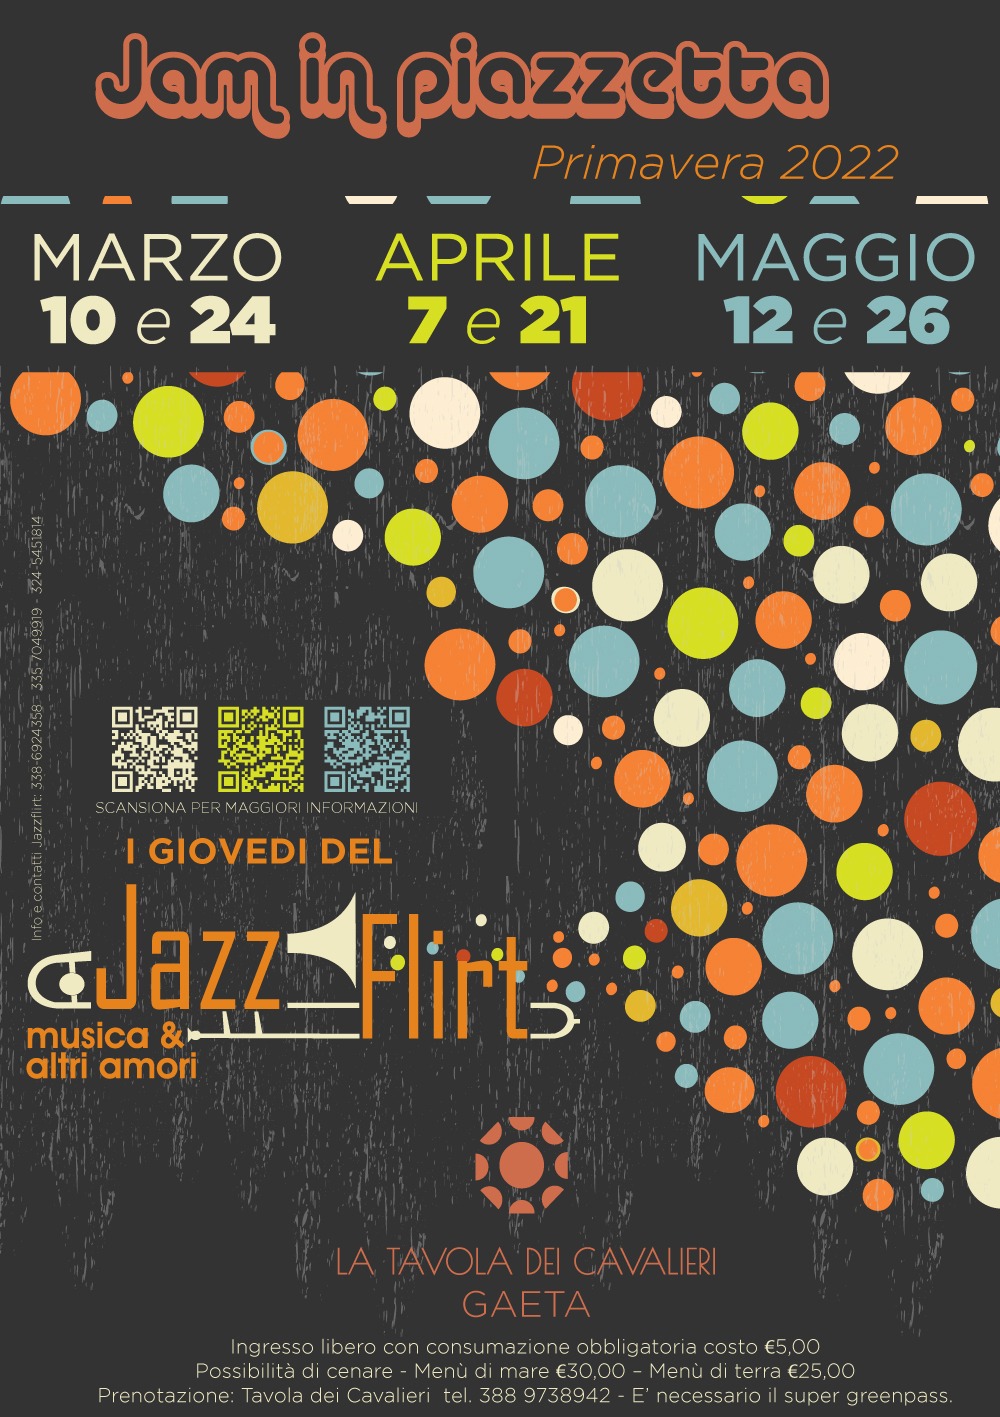 Jam in piazzetta
Primavera 2022
MARZO
10 e 24
APRILE
7 e 21
MAGGIO
12 e 26
Info e contatti Jazzflirt: 338-6924358 335-7049919 324-5451814
SCANSIONA PER MAGGIORI INFORMAZIONI
I GIOVEDI DEL
Jazz Flirt
musica &
altri amori
LA TAVOLA DEI CAVALIERI
GAETA
Ingresso libero con consumazione obbligatoria costo €5,00
Possibilità di cenare - Menù di mare €30,00 – Menù di terra €25,00
Prenotazione: Tavola dei Cavalieri tel. 388 9738942 - E' necessario il super greenpass.